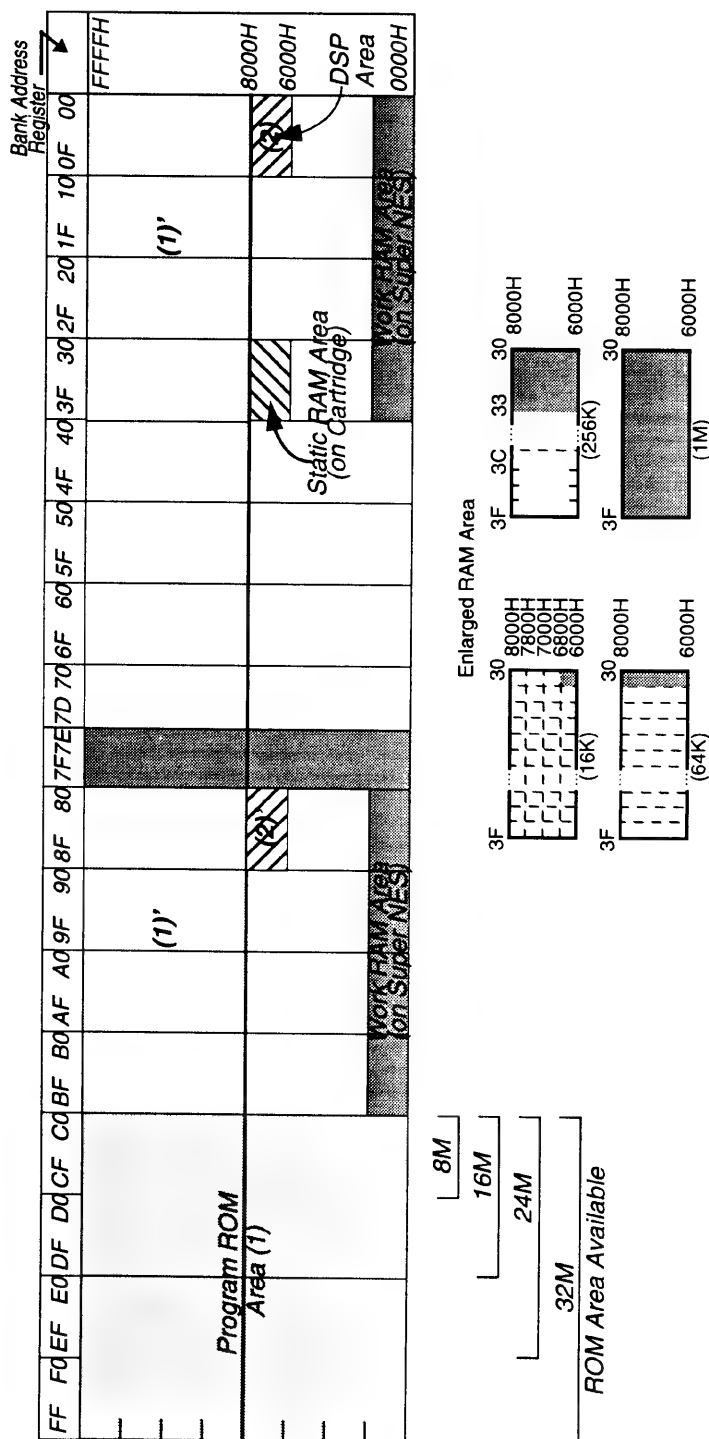 Bank Address
Register
00
0F
10
1F
20
2F
30
3F
40
4F
50
5F
60
6F
70
7D
7E
7F
80
8F
90
9F
A0
AF
B0
BF
C0
CF
D0
DF
E0
EF
F0
FF
FFFFH
8000H
6000H
0000H
DSP
Area
(2)
(1)'
Work RAM Area
(on Super NES)
Static RAM Area
(on Cartridge)
(2)'
(1)'
Work RAM Area
(on Super NES)
Program ROM
Area (1)
8M
16M
24M
32M
ROM Area Available
Enlarged RAM Area
3F
30
8000H
7800H
7000H
6800H
6000H
(16K)
3F
3C
33
30
8000H
6000H
(256K)
3F
30
8000H
6000H
(64K)
3F
30
8000H
6000H
(1M)